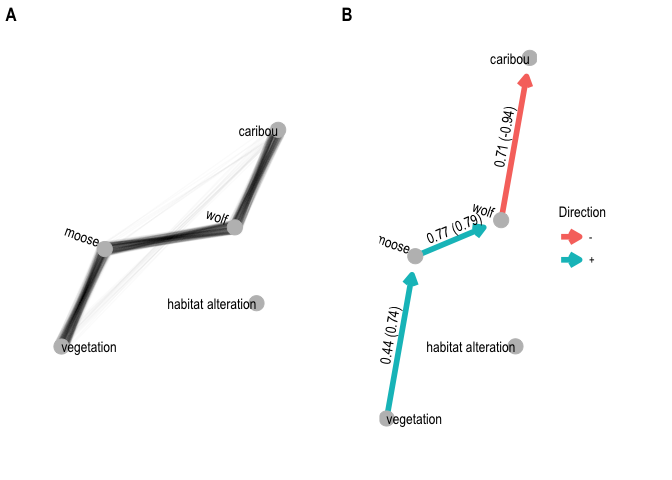 A
B
caribou
wolf
moose
habitat alteration
vegetation
caribou
0.71 (-0.94)
wolf
0.77 (0.79)
moose
0.44 (0.74)
habitat alteration
vegetation
Direction
-
+